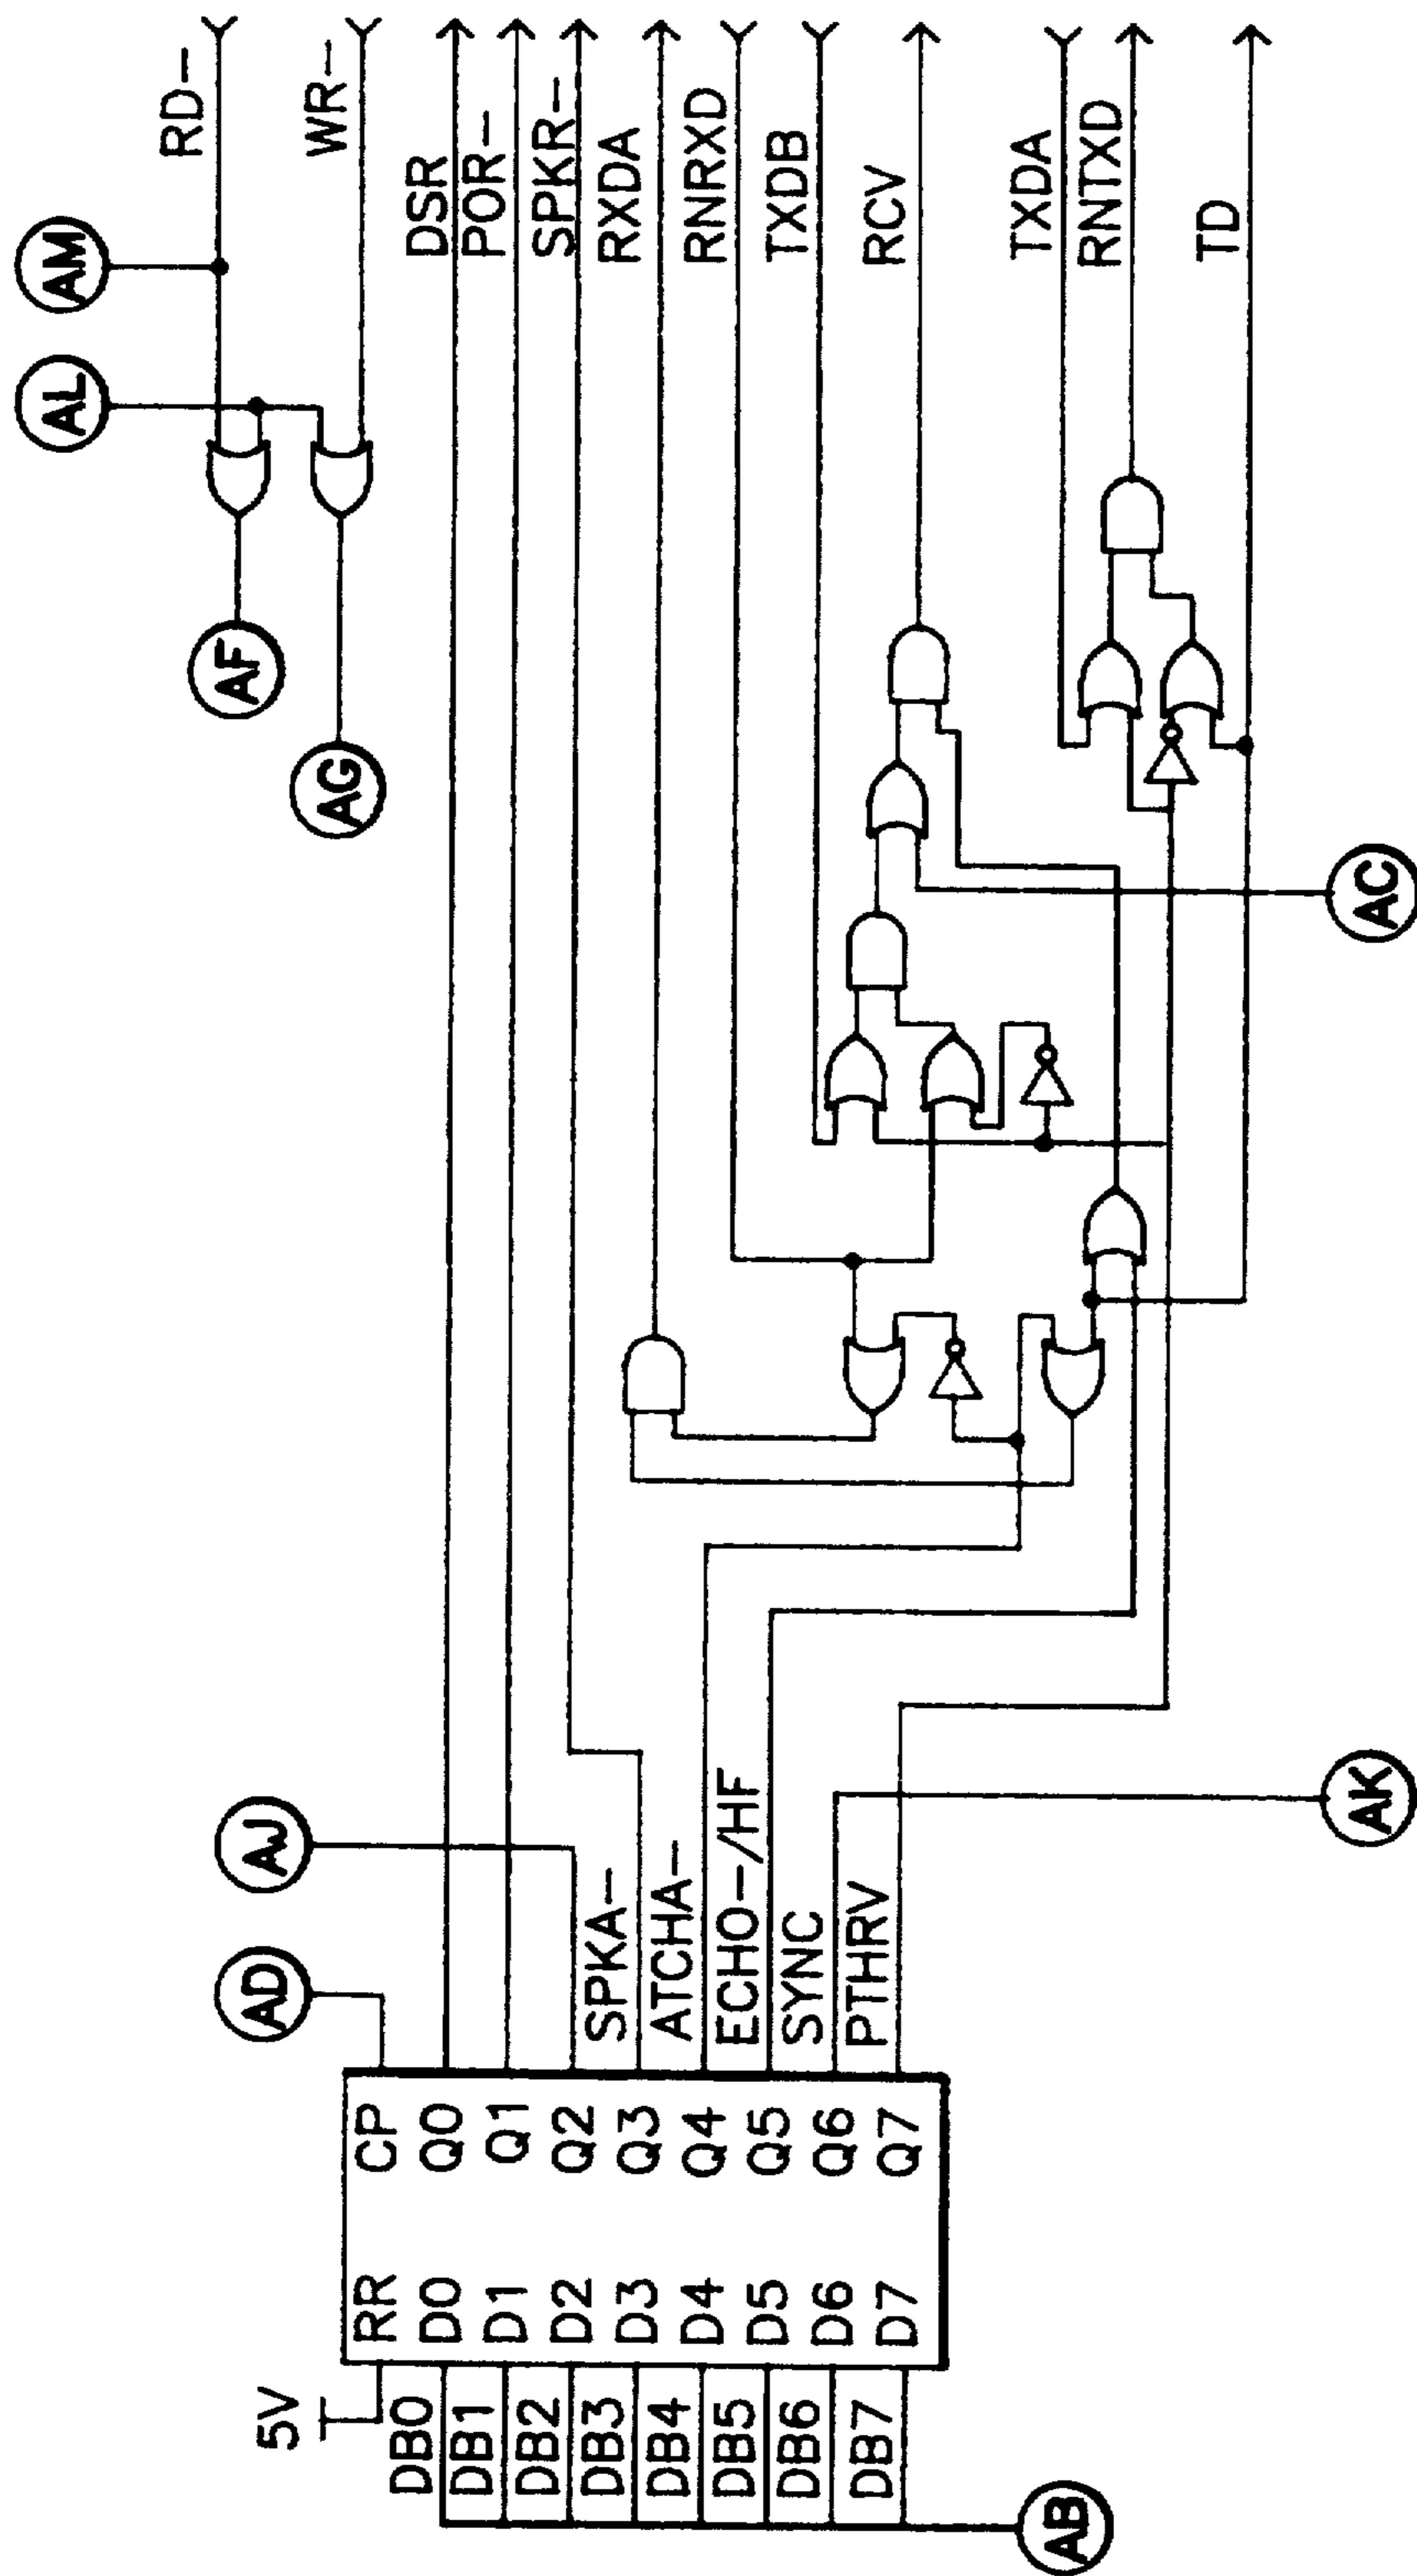 5V
RR CP
DB0 D0 Q0
DB1 D1 Q1
DB2 D2 Q2
DB3 D3 Q3
DB4 D4 Q4
DB5 D5 Q5
DB6 D6 Q6
DB7 D7 Q7
AB
AD
AJ
SPKA-
ATCHA-
ECHO-/HF
SYNC
PTHRV
AK
AF
AG
AL
AM
AC
RD-
WR-
DSR
POR-
SPKR-
RXDA
RNRXD
TXDB
RCV
TXDA
RNTXD
TD